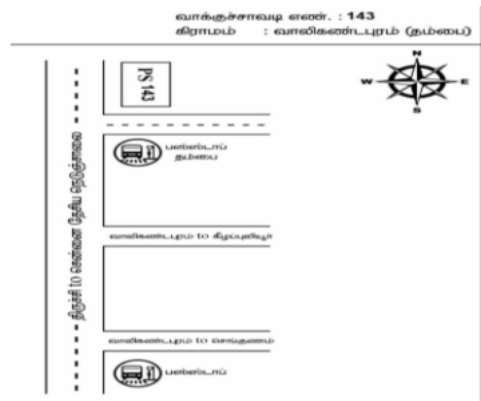 வாக்குச்சாவடி எண். : 143
கிராமம் : வாலிகண்டபுரம் (தம்பை)
N
W E
S
PS 143
பஸ்ஸ்டாப்
தம்பை
திருச்சி to சென்னை தேசிய நெடுஞ்சாலை
வாலிகண்டபுரம் to கீழப்புலியூர்
வாலிகண்டபுரம் to செங்குணம்
பஸ்ஸ்டாப்